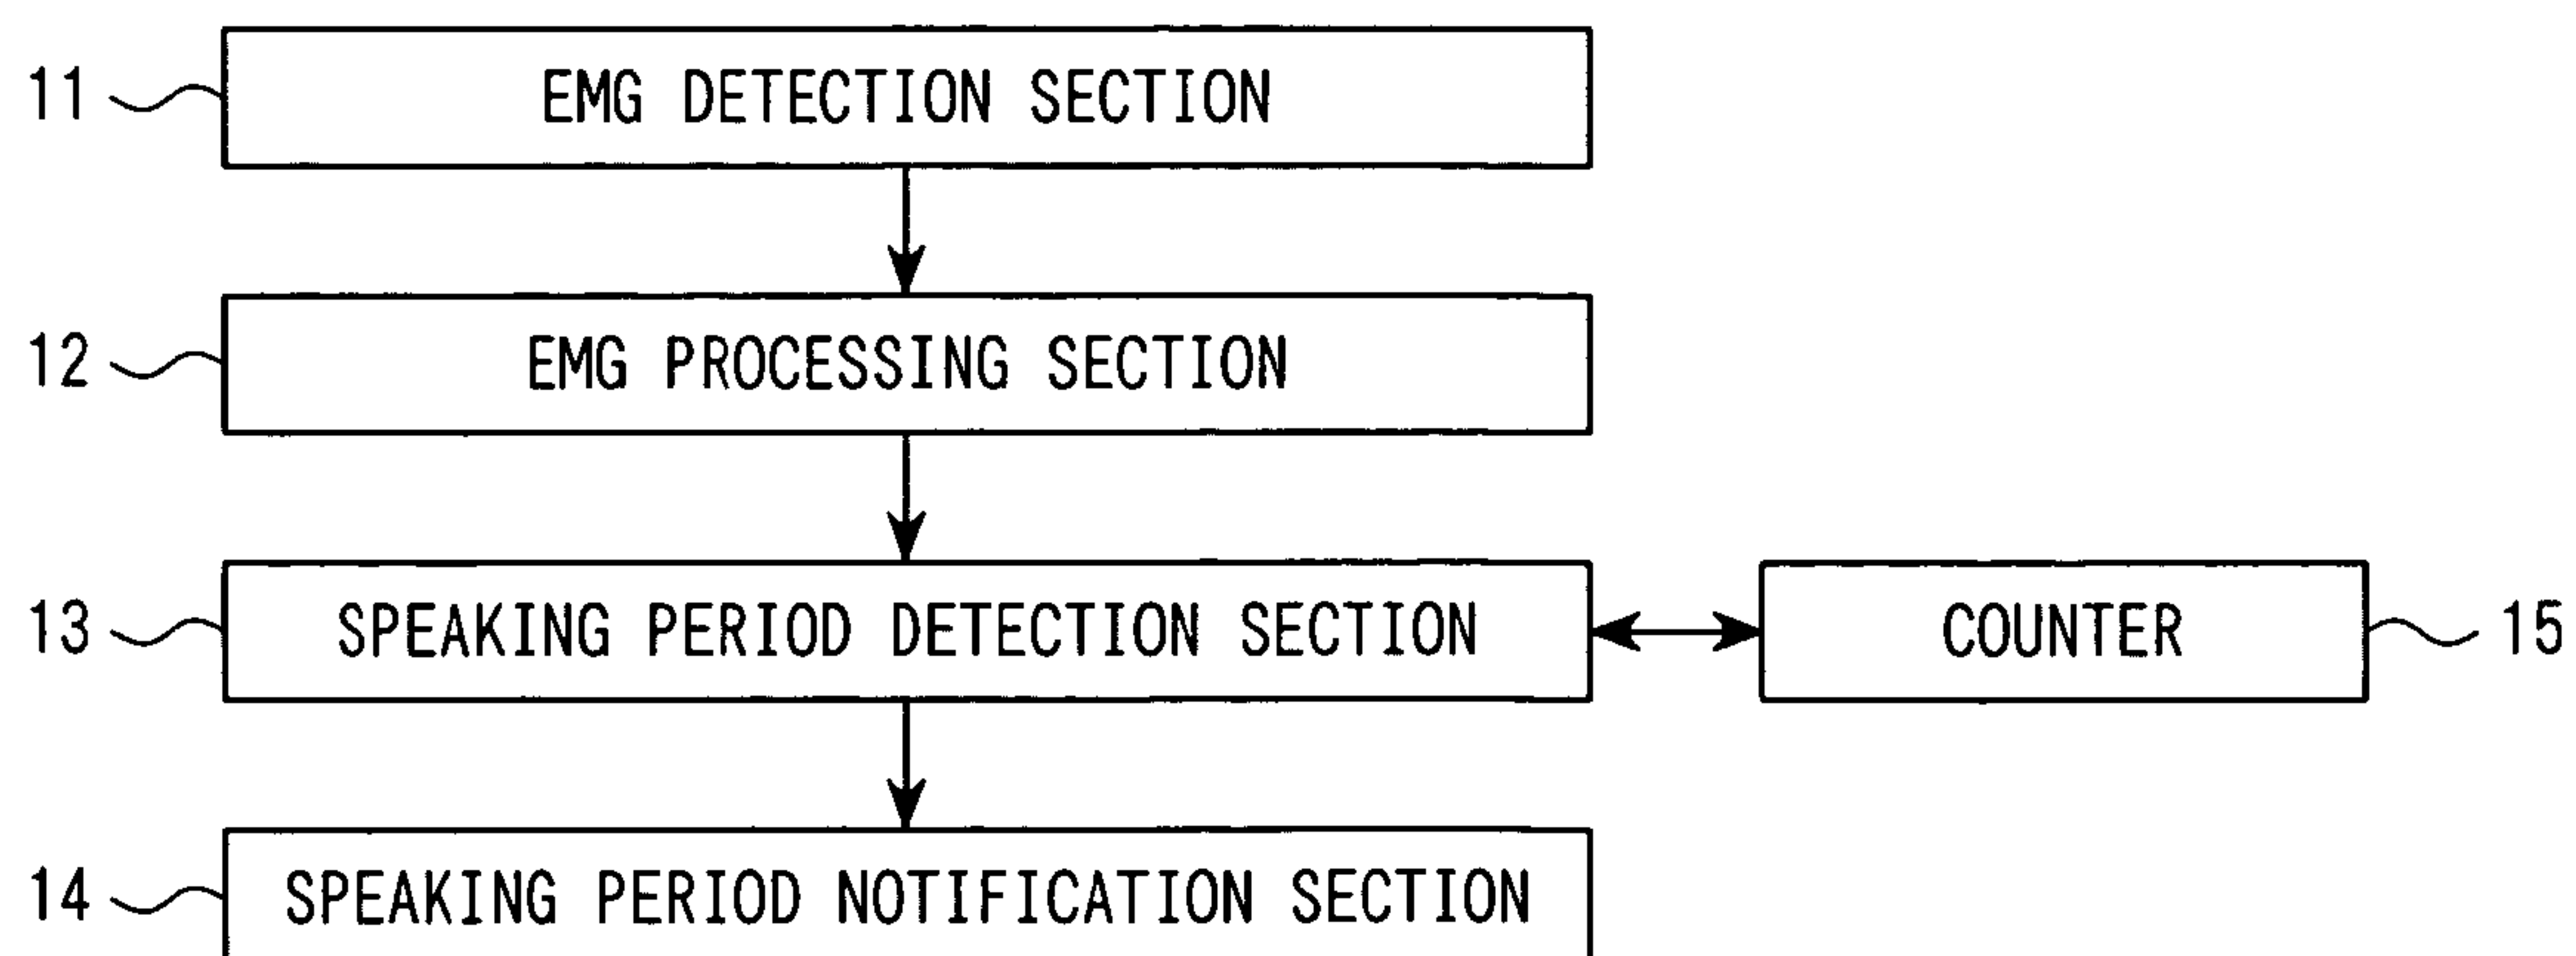 11 EMG DETECTION SECTION
12 EMG PROCESSING SECTION
13 SPEAKING PERIOD DETECTION SECTION COUNTER 15
14 SPEAKING PERIOD NOTIFICATION SECTION